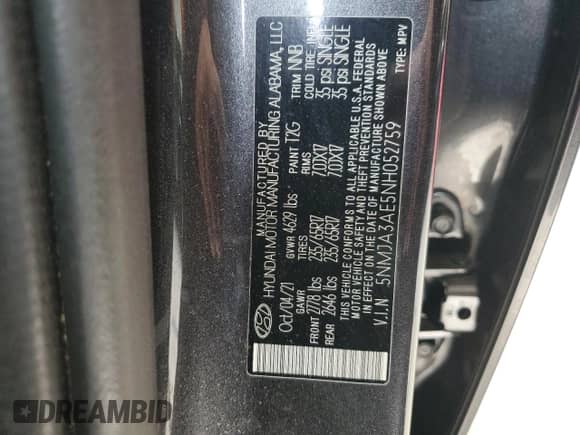 MANUFACTURED BY
HYUNDAI MOTOR MANUFACTURING ALABAMA, LLC
Oct/04/21 GVWR 4629 lbs PAINT T2G TRIM NNB
GAWR TIRES RIMS COLD TIRE INFL
FRONT 2778 lbs 235/65R17 7.0JX17 35 psi SINGLE
REAR 2646 lbs 235/65R17 7.0JX17 35 psi SINGLE
THIS VEHICLE CONFORMS TO ALL APPLICABLE U.S.A. FEDERAL
MOTOR VEHICLE SAFETY AND THEFT PREVENTION STANDARDS
IN EFFECT ON THE DATE OF MANUFACTURE SHOWN ABOVE
V.I.N 5NMJA3AE5NH052759 TYPE: MPV
DREAMBID